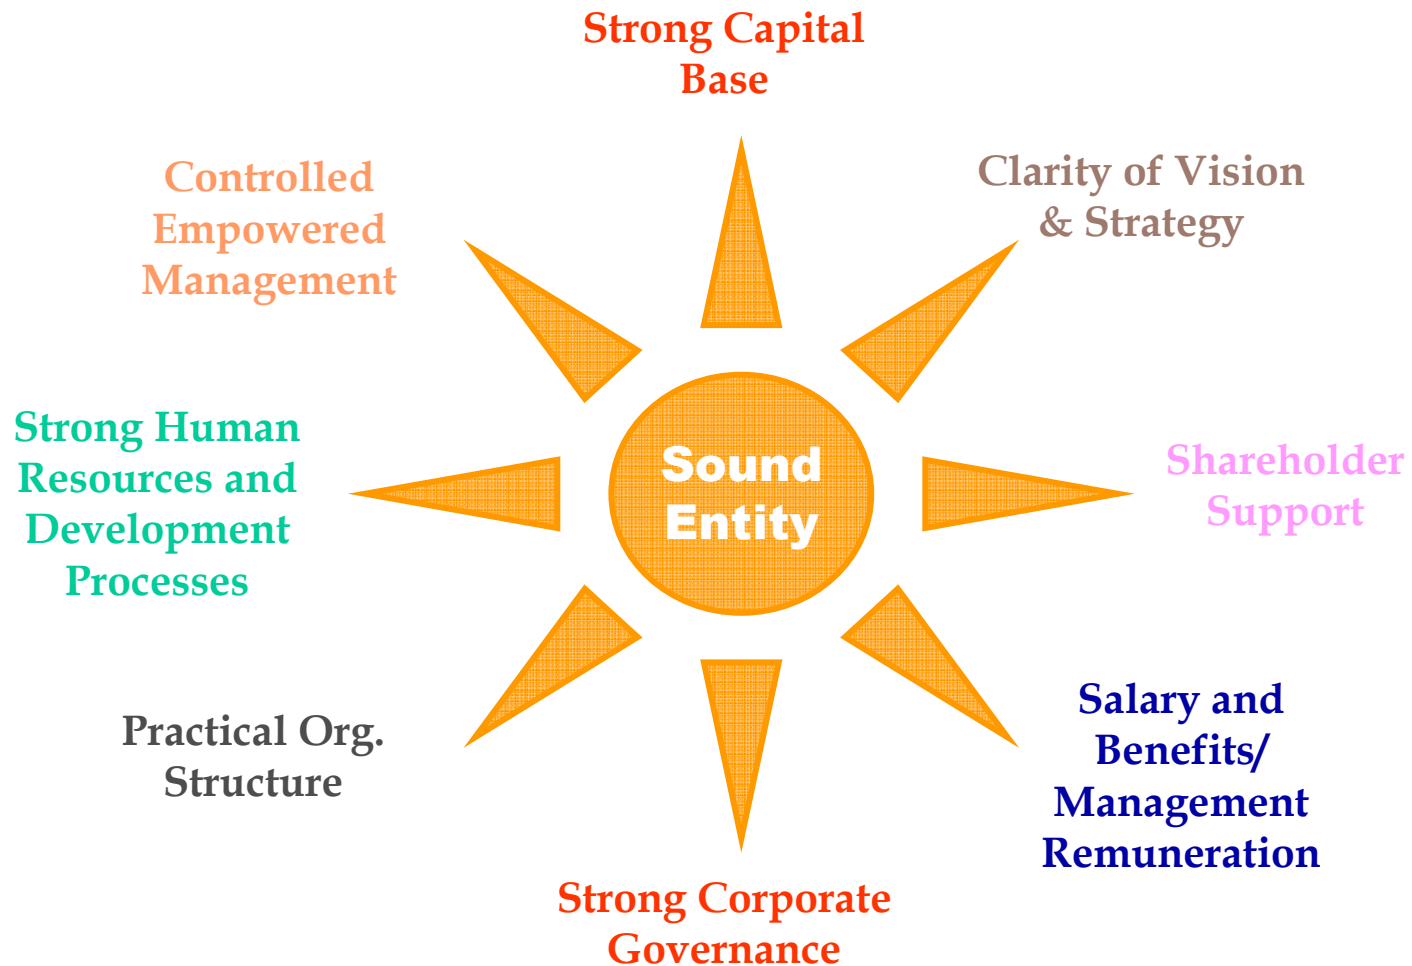 Strong Capital
Base
Clarity of Vision
& Strategy
Controlled
Empowered
Management
Shareholder
Support
Strong Human
Resources and
Development
Processes
Sound
Entity
Salary and
Benefits/
Management
Remuneration
Practical Org.
Structure
Strong Corporate
Governance